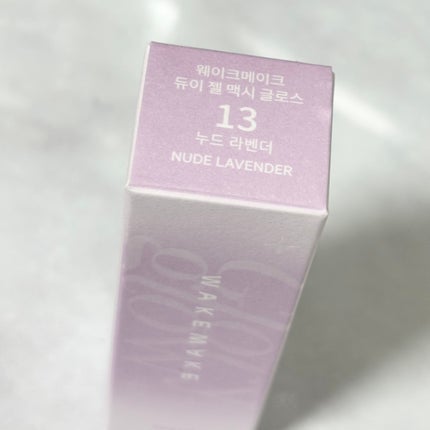 웨이크메이크
듀이 젤 맥시 글로스
13
누드 라벤더
NUDE LAVENDER
WAKEMAKE